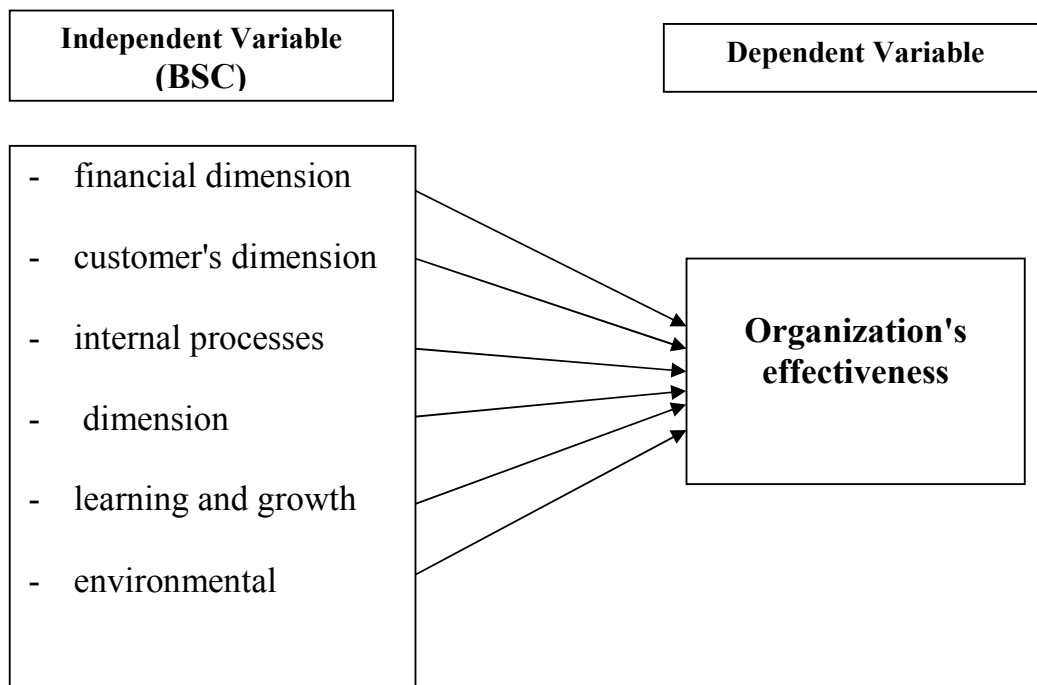 Independent Variable
(BSC)
Dependent Variable
- financial dimension
- customer's dimension
- internal processes
- dimension
- learning and growth
- environmental
Organization's
effectiveness